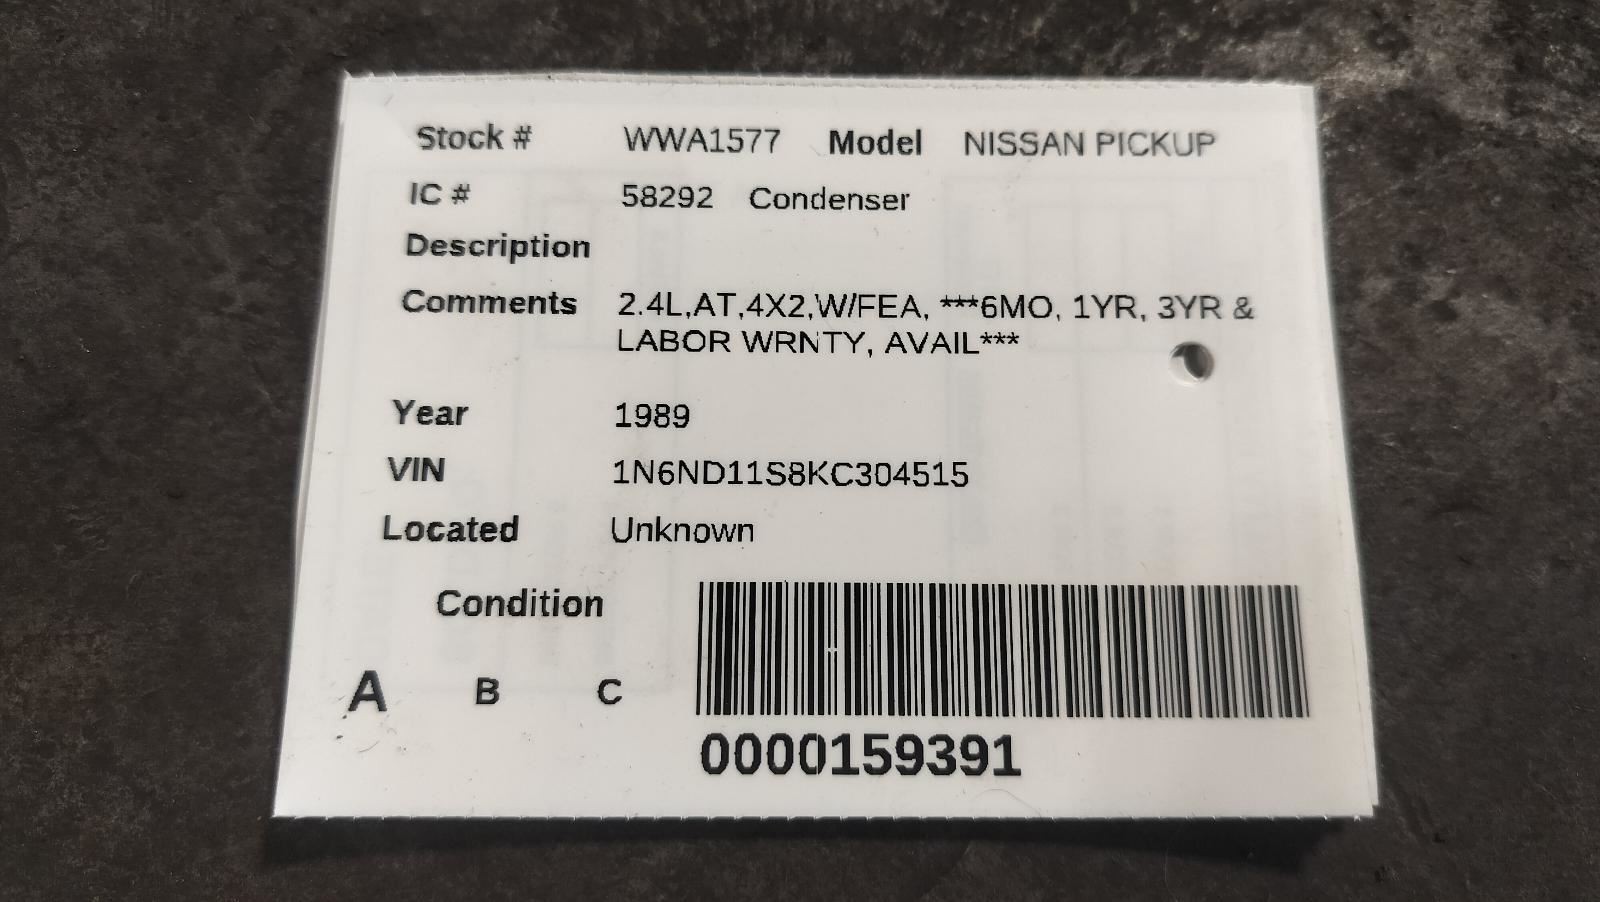 Stock # WWA1577 Model NISSAN PICKUP
IC # 58292 Condenser
Description
Comments 2.4L,AT,4X2,W/FEA, ***6MO, 1YR, 3YR &
LABOR WRNTY, AVAIL***
Year 1989
VIN 1N6ND11S8KC304515
Located Unknown
Condition
A B C
0000159391